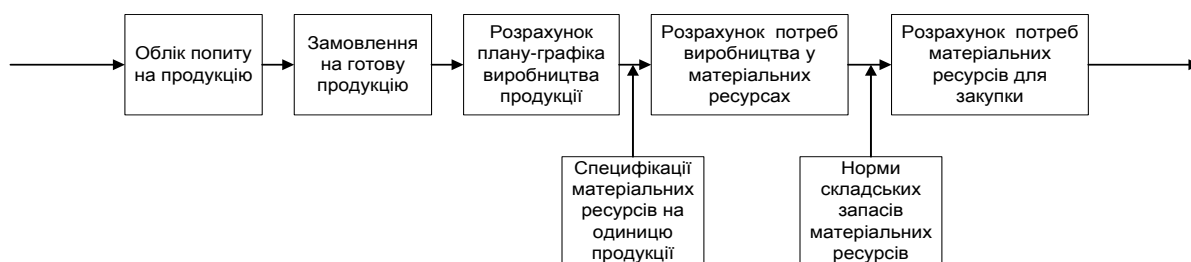 Облік попиту
на продукцію
Замовлення
на готову
продукцію
Розрахунок
плану-графіка
виробництва
продукції
Розрахунок потреб
виробництва у
матеріальних
ресурсах
Розрахунок потреб
матеріальних
ресурсів для
закупки
Специфікації
матеріальних
ресурсів на
одиницю
продукції
Норми
складських
запасів
матеріальних
ресурсів